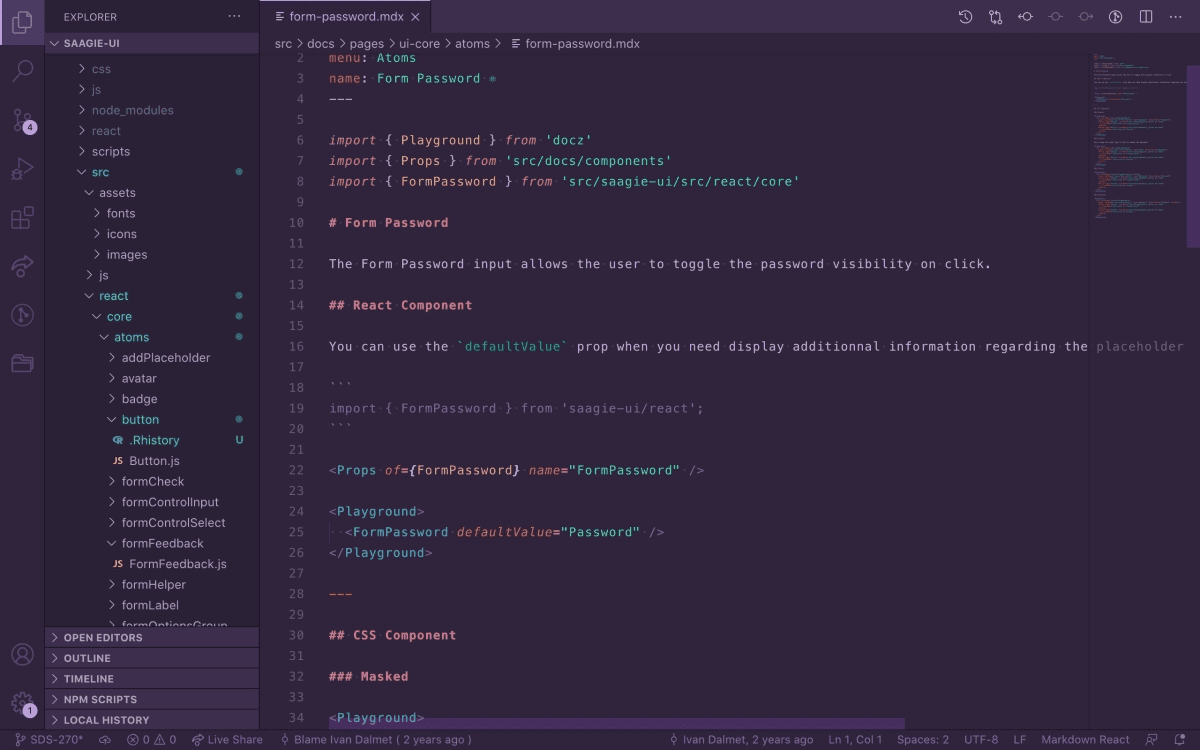 EXPLORER
form-password.mdx
SAAGIE-UI
src > docs > pages > ui-core > atoms > form-password.mdx
css
js
node_modules
react
scripts
src
assets
fonts
icons
images
js
react
core
atoms
addPlaceholder
avatar
badge
button
.Rhistory U
JS Button.js
formCheck
formControlInput
formControlSelect
formFeedback
JS FormFeedback.js
formHelper
formLabel
formOptionsGroup
OPEN EDITORS
OUTLINE
TIMELINE
NPM SCRIPTS
LOCAL HISTORY
4
1
2 menu: Atoms
3 name: Form Password ⚛
4 ---
5
6 import { Playground } from 'docz'
7 import { Props } from 'src/docs/components'
8 import { FormPassword } from 'src/saagie-ui/src/react/core'
9
10 # Form Password
11
12 The Form Password input allows the user to toggle the password visibility on click.
13
14 ## React Component
15
16 You can use the `defaultValue` prop when you need display additionnal information regarding the placeholder
17
18 ```
19 import { FormPassword } from 'saagie-ui/react';
20 ```
21
22 <Props of={FormPassword} name="FormPassword" />
23
24 <Playground>
25 <FormPassword defaultValue="Password" />
26 </Playground>
27
28 ---
29
30 ## CSS Component
31
32 ### Masked
33
34 <Playground>
SDS-270* 0 0 Live Share Blame Ivan Dalmet ( 2 years ago ) Ivan Dalmet, 2 years ago Ln 1, Col 1 Spaces: 2 UTF-8 LF Markdown React